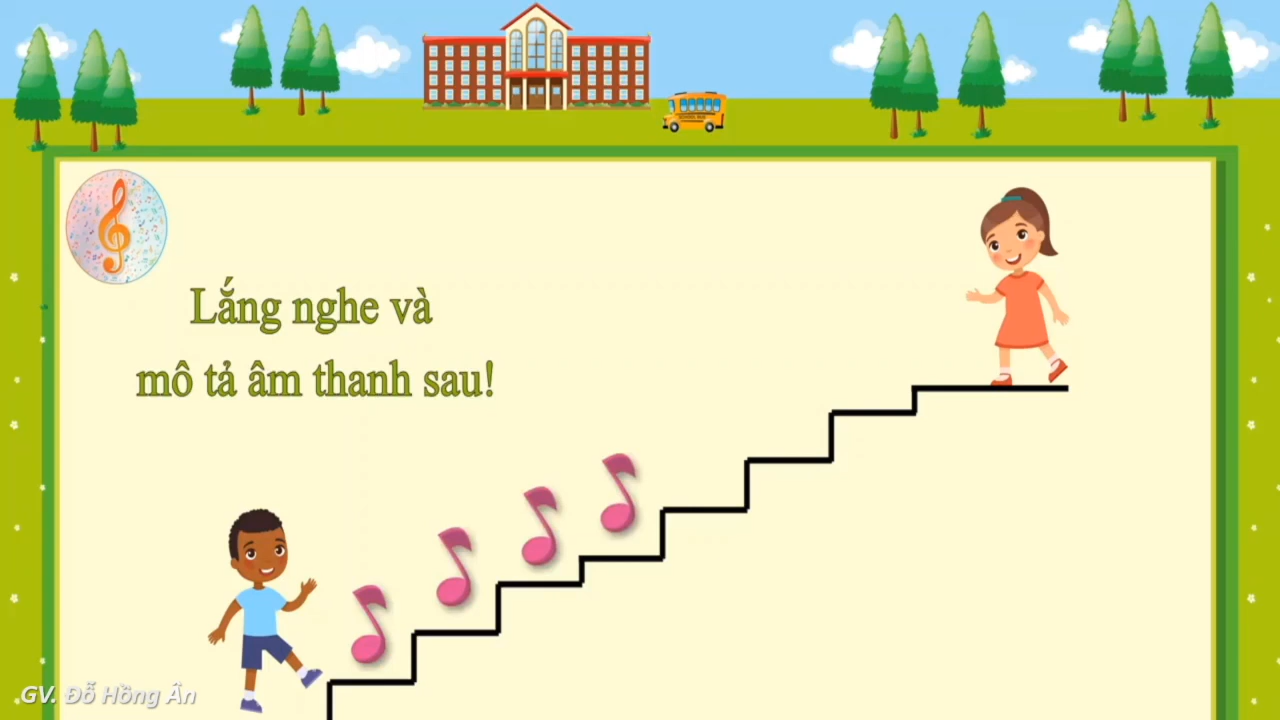 Lắng nghe và
mô tả âm thanh sau!
GV. Đỗ Hồng Ân